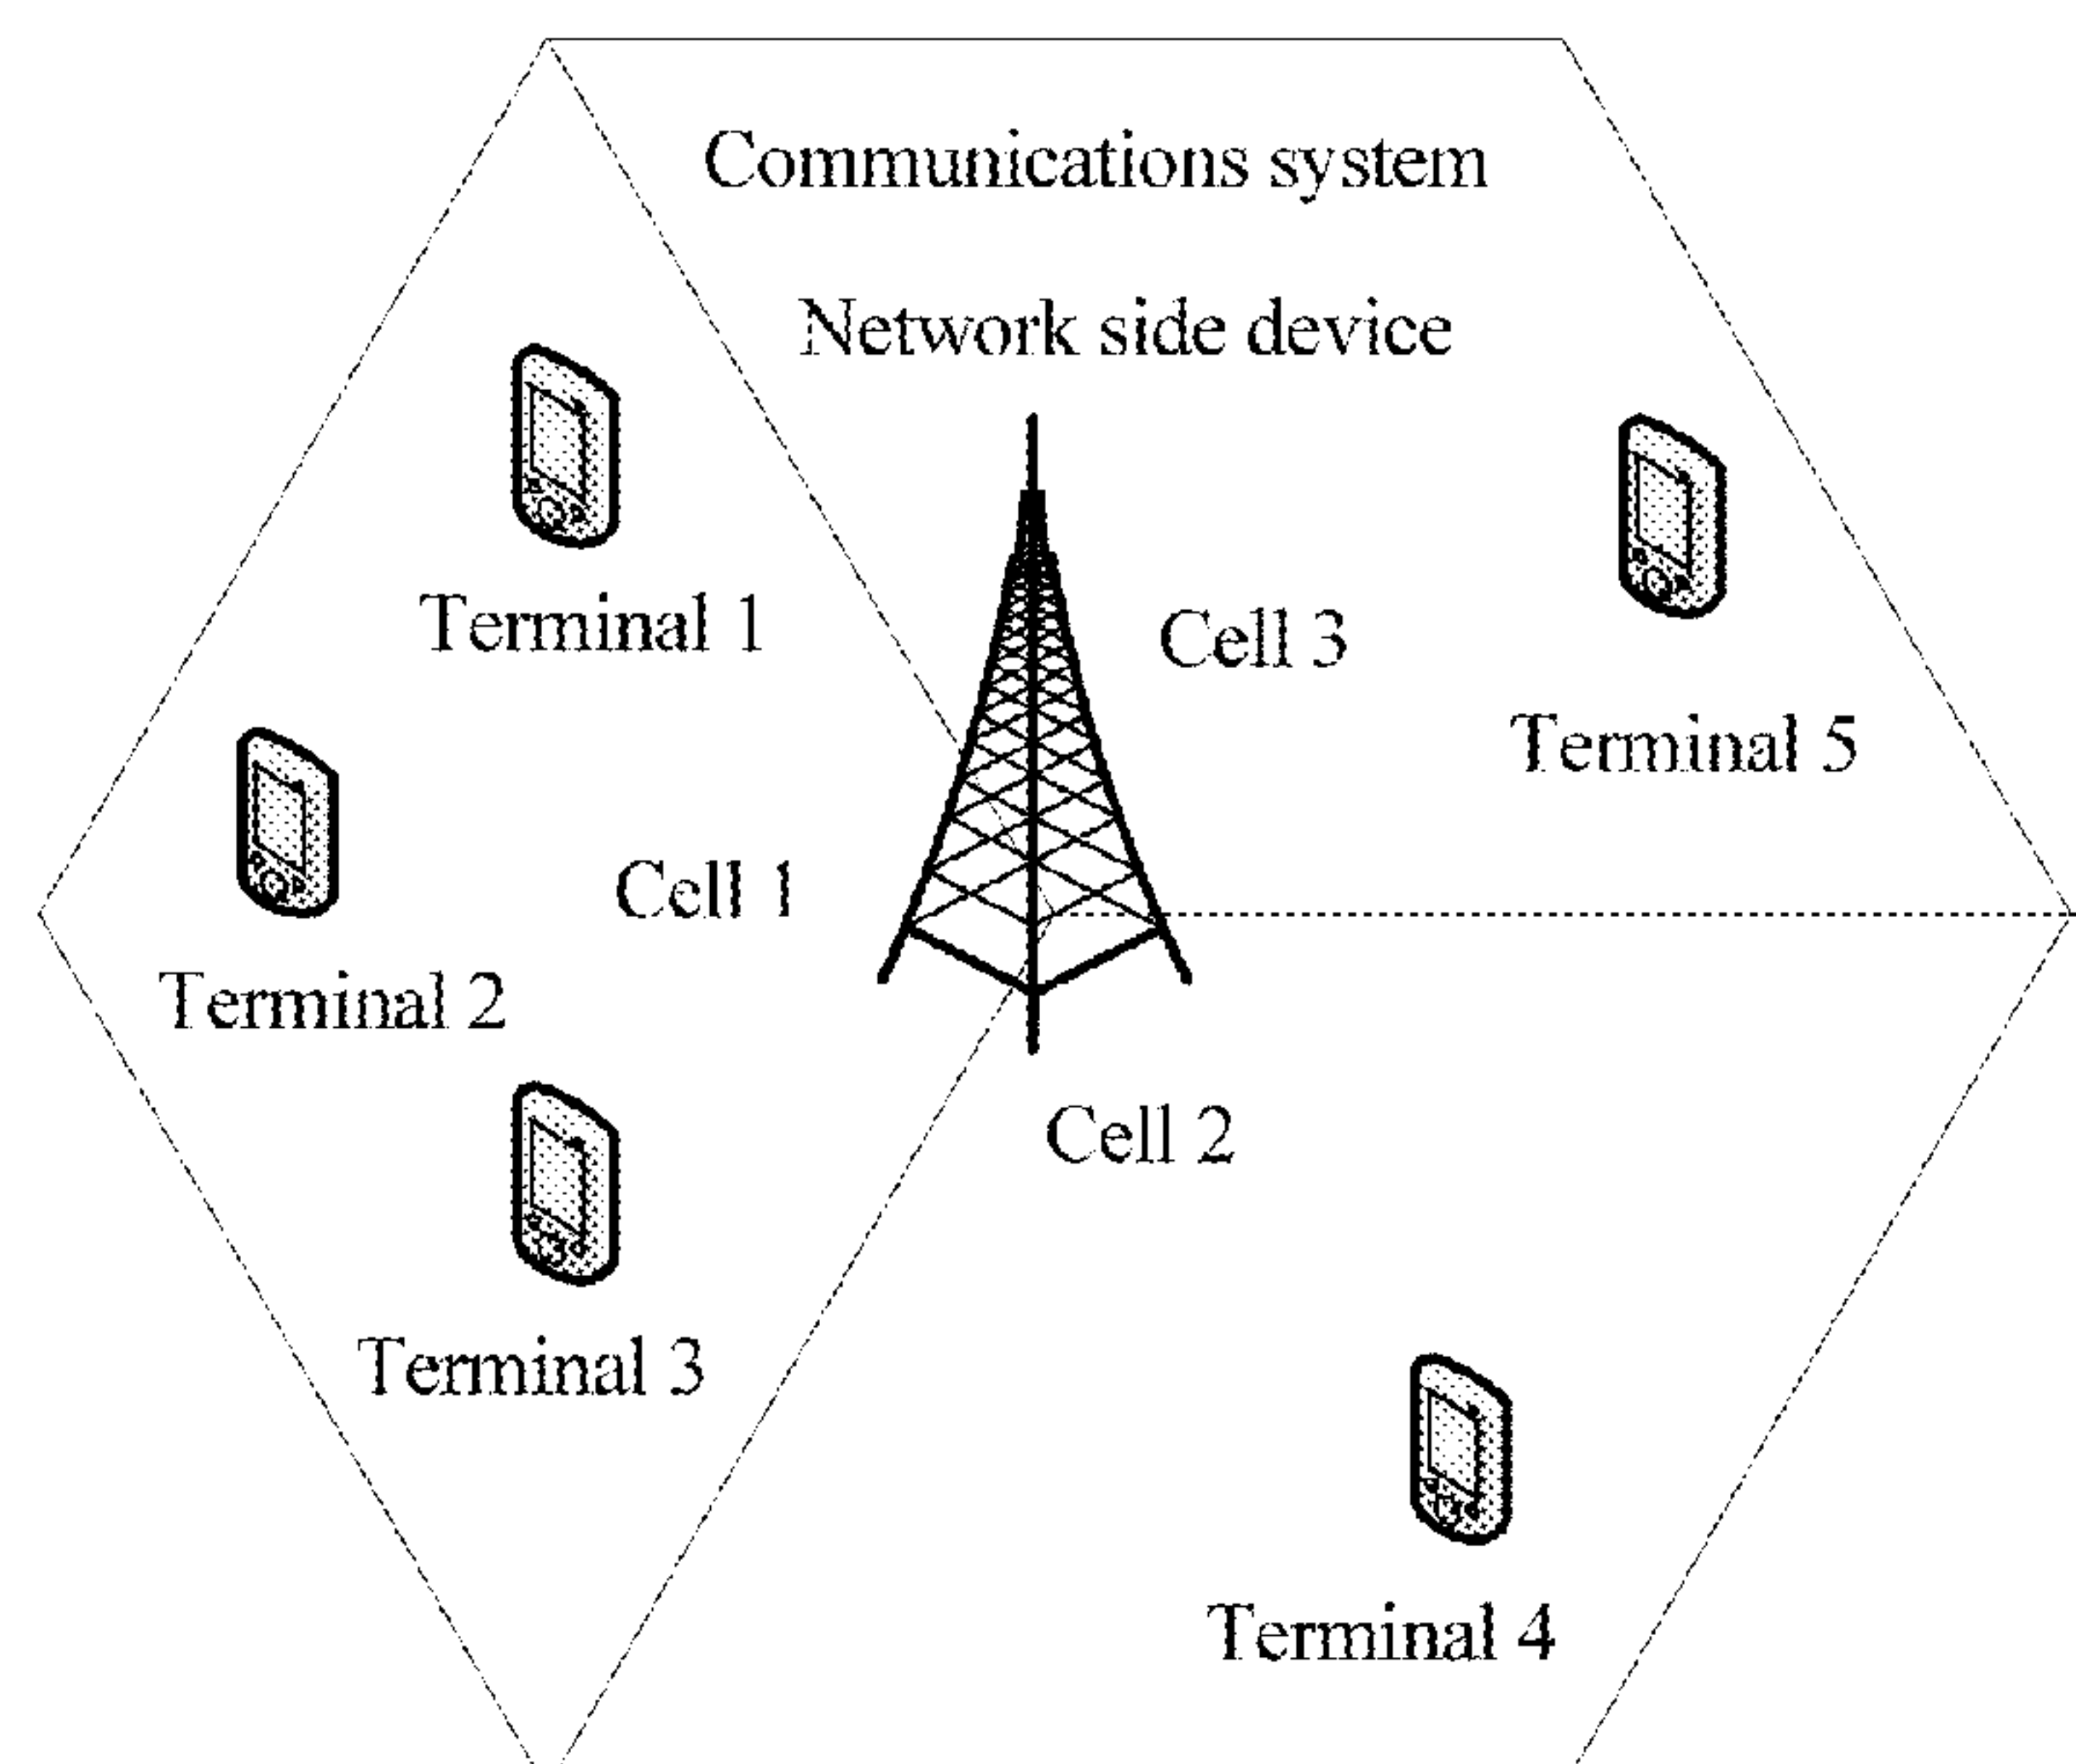 Communications system
Network side device
Terminal 1
Cell 3
Terminal 5
Cell 1
Terminal 2
Cell 2
Terminal 3
Terminal 4